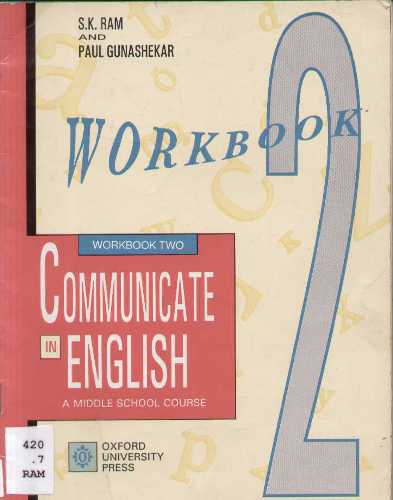 S.K. RAM
AND
PAUL GUNASHEKAR
WORKBOOK
2
WORKBOOK TWO
COMMUNICATE
IN
ENGLISH
A MIDDLE SCHOOL COURSE
OXFORD
UNIVERSITY
PRESS
420
.7
RAM